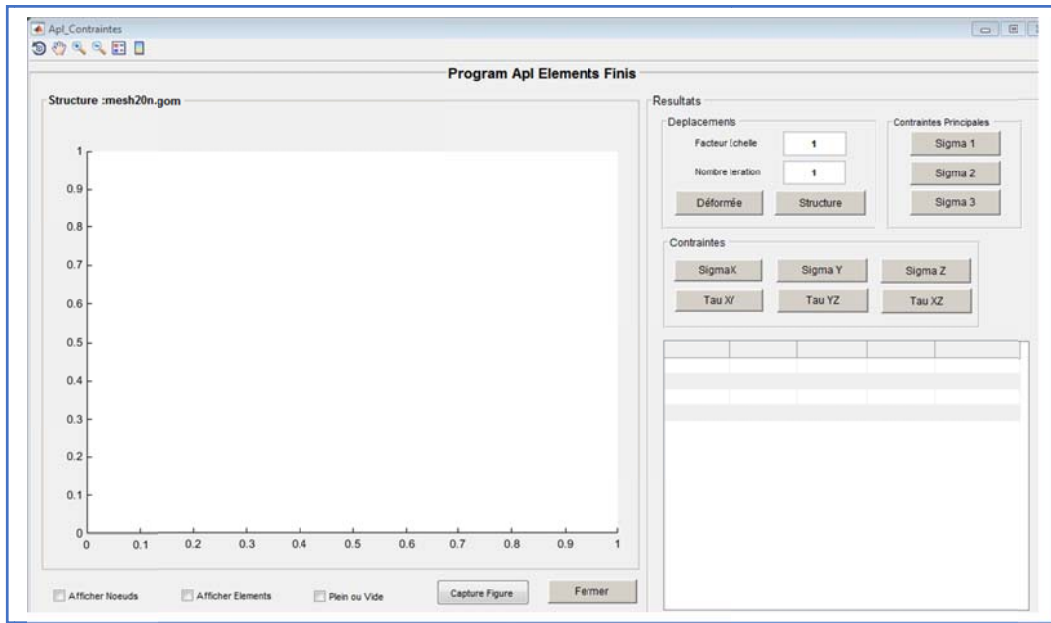 Apl_Contraintes
Program Apl Elements Finis
Structure :mesh20n.gom
1
0.9
0.8
0.7
0.6
0.5
0.4
0.3
0.2
0.1
0
0 0.1 0.2 0.3 0.4 0.5 0.6 0.7 0.8 0.9 1
Afficher Noeuds Afficher Elements Plein ou Vide Capture Figure Fermer
Resultats
Deplacements
Facteur Echelle 1
Nombre iteration 1
Déformée Structure
Contraintes Principales
Sigma 1
Sigma 2
Sigma 3
Contraintes
SigmaX Sigma Y Sigma Z
Tau XY Tau YZ Tau XZ